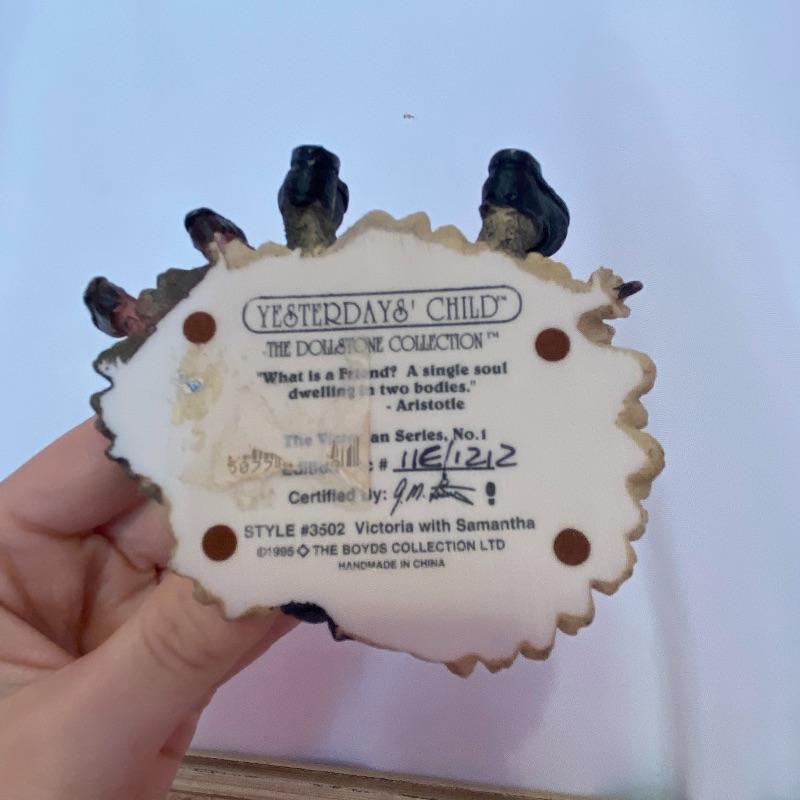 YESTERDAYS' CHILD™
THE DOLLSTONE COLLECTION™
"What is a Friend? A single soul
dwelling in two bodies."
- Aristotle
The Victorian Series, No.1
# 11E/1212
Certified by: J.M.
STYLE #3502 Victoria with Samantha
©1995 THE BOYDS COLLECTION LTD
HANDMADE IN CHINA